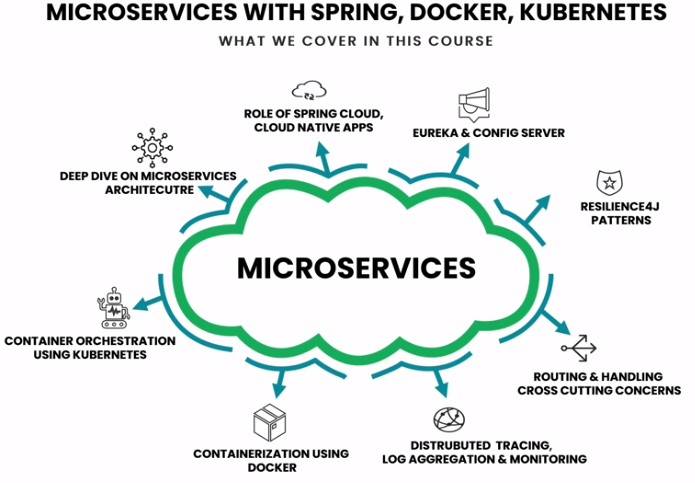 MICROSERVICES WITH SPRING, DOCKER, KUBERNETES
WHAT WE COVER IN THIS COURSE
ROLE OF SPRING CLOUD,
CLOUD NATIVE APPS
EUREKA & CONFIG SERVER
DEEP DIVE ON MICROSERVICES
ARCHITECUTRE
RESILIENCE4J
PATTERNS
MICROSERVICES
CONTAINER ORCHESTRATION
USING KUBERNETES
ROUTING & HANDLING
CROSS CUTTING CONCERNS
CONTAINERIZATION USING
DOCKER
DISTRUBUTED TRACING,
LOG AGGREGATION & MONITORING